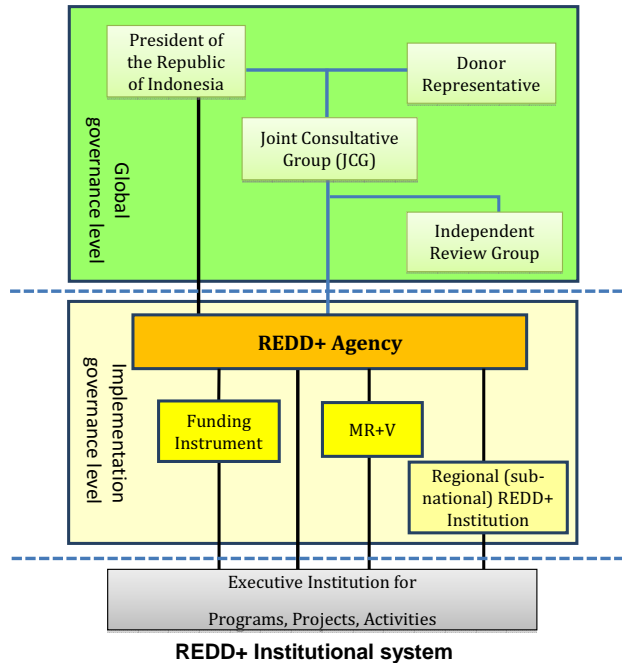 President of
the Republic
of Indonesia
Donor
Representative
Joint Consultative
Group (JCG)
Independent
Review Group
Global
governance level
REDD+ Agency
Implementation
governance level
Funding
Instrument
MR+V
Regional (sub-
national) REDD+
Institution
Executive Institution for
Programs, Projects, Activities
REDD+ Institutional system